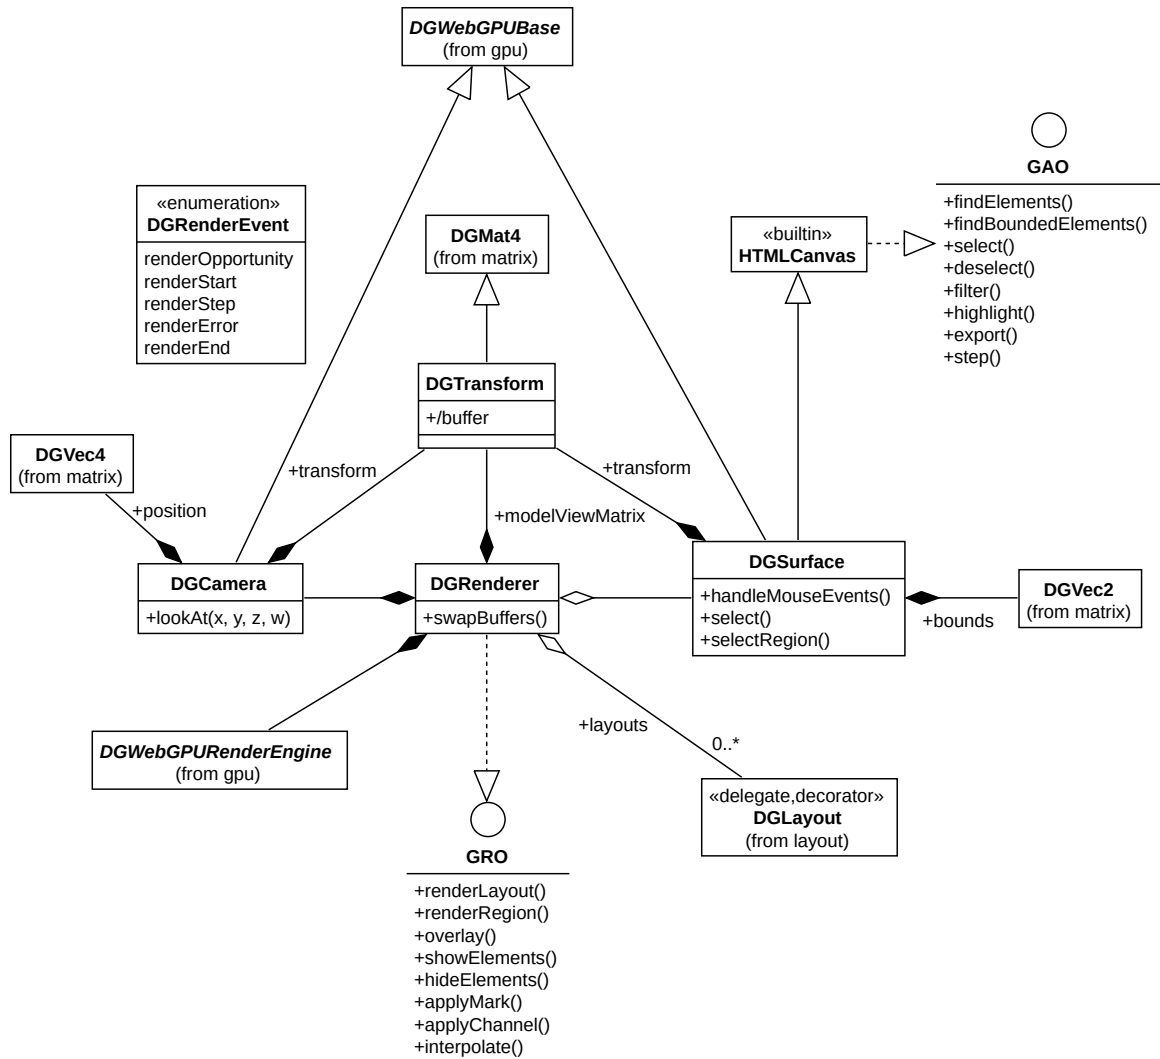 DGWebGPUBase
(from gpu)
GAO
+findElements()
+findBoundedElements()
+select()
+deselect()
+filter()
+highlight()
+export()
+step()
«enumeration»
DGRenderEvent
renderOpportunity
renderStart
renderStep
renderError
renderEnd
DGMat4
(from matrix)
«builtin»
HTMLCanvas
DGTransform
+/buffer
DGVec4
(from matrix)
+transform
+transform
+position
+modelViewMatrix
DGCamera
+lookAt(x, y, z, w)
DGRenderer
+swapBuffers()
DGSurface
+handleMouseEvents()
+select()
+selectRegion()
DGVec2
(from matrix)
+bounds
+layouts
0..*
DGWebGPURenderEngine
(from gpu)
«delegate,decorator»
DGLayout
(from layout)
GRO
+renderLayout()
+renderRegion()
+overlay()
+showElements()
+hideElements()
+applyMark()
+applyChannel()
+interpolate()